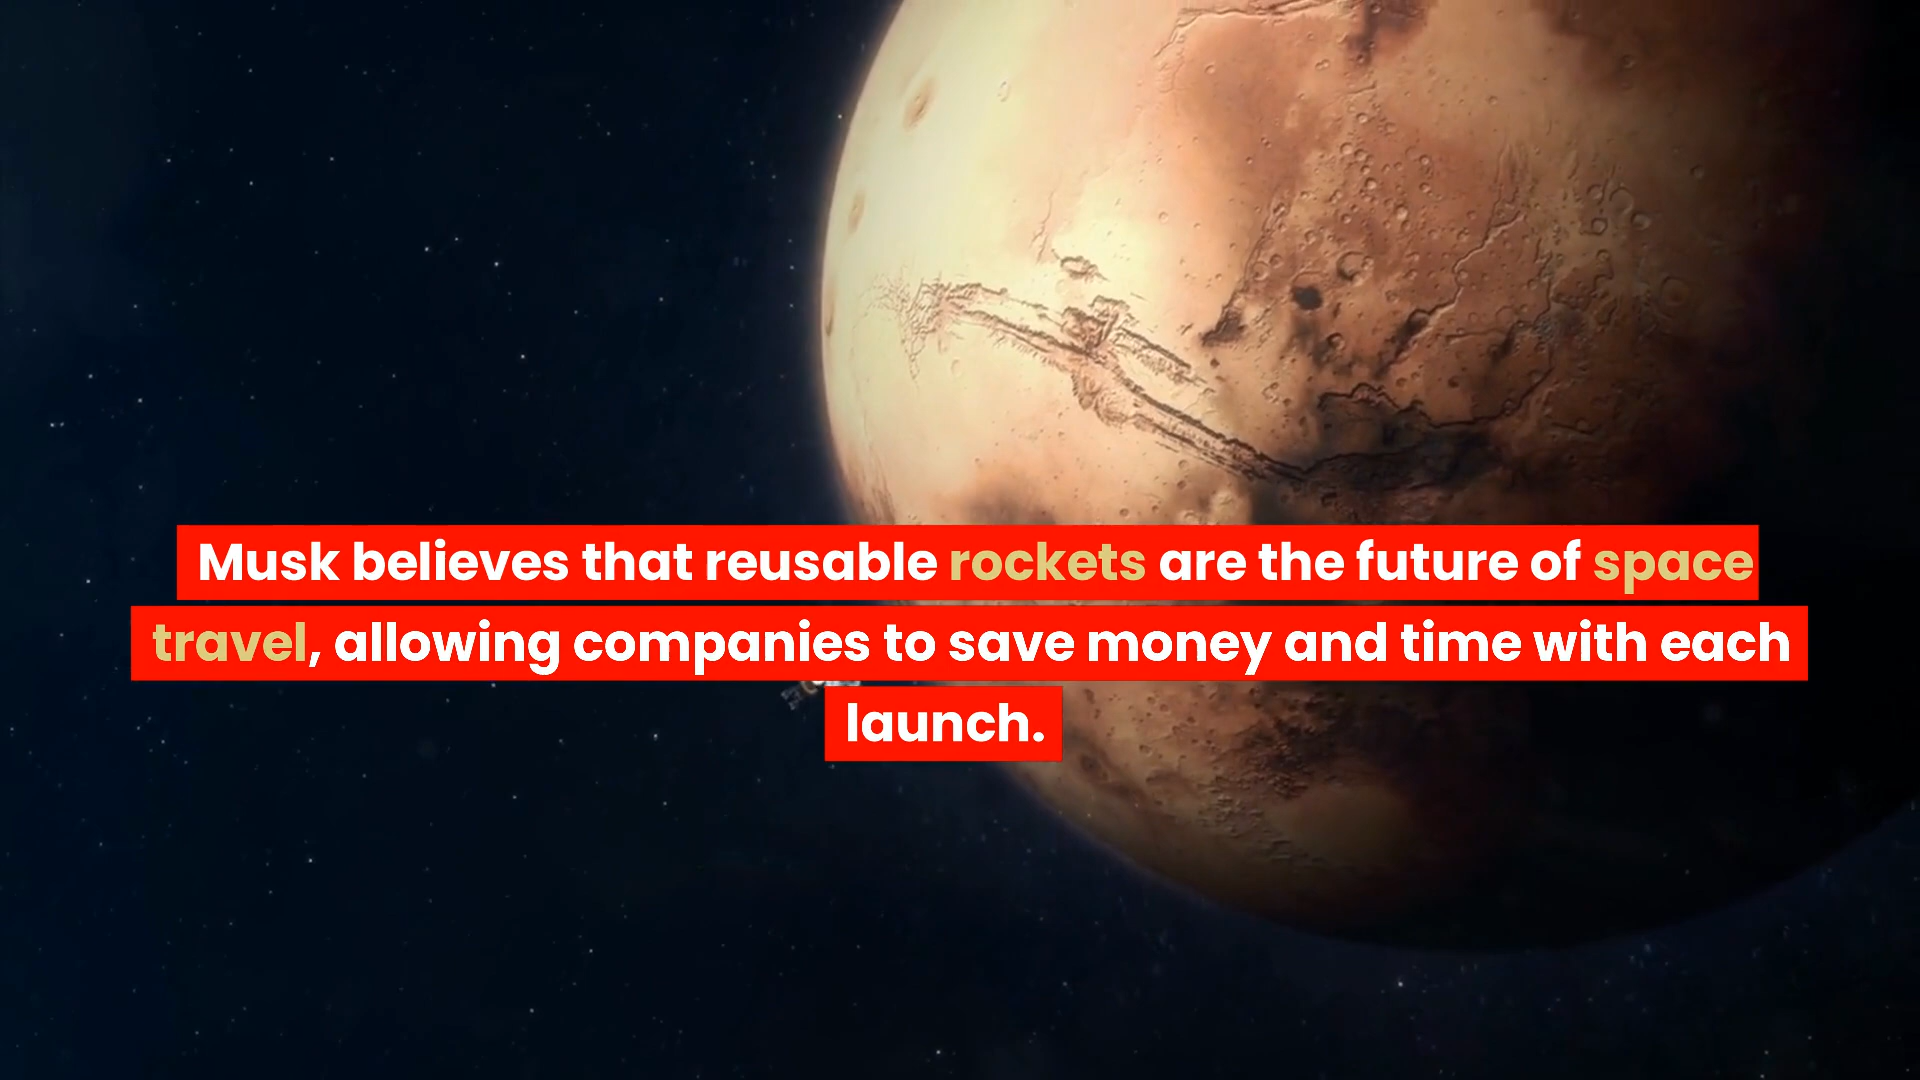 Musk believes that reusable rockets are the future of space
travel, allowing companies to save money and time with each
launch.